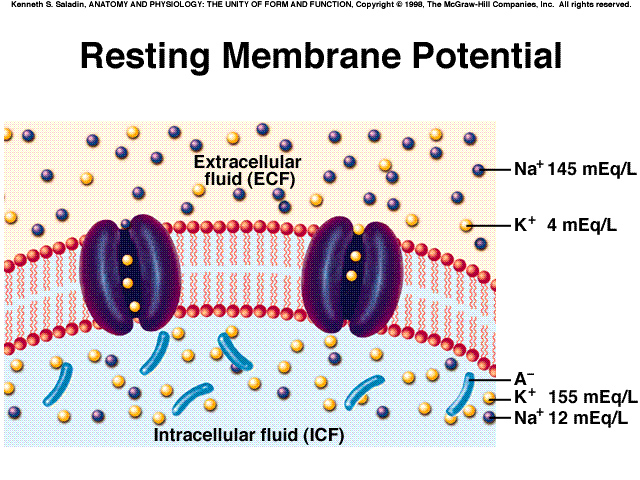 Kenneth S. Saladin, ANATOMY AND PHYSIOLOGY: THE UNITY OF FORM AND FUNCTION, Copyright © 1998, The McGraw-Hill Companies, Inc. All rights reserved.
Resting Membrane Potential
Extracellular
fluid (ECF)
Na⁺ 145 mEq/L
K⁺ 4 mEq/L
A⁻
K⁺ 155 mEq/L
Na⁺ 12 mEq/L
Intracellular fluid (ICF)